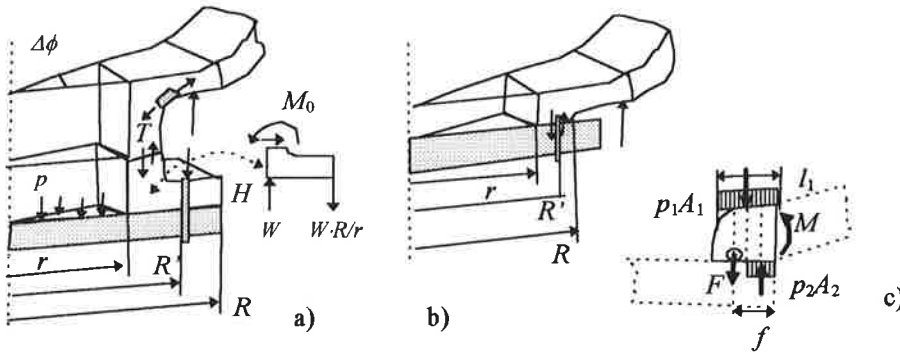 Δϕ
T
M₀
p
H
W
W·R/r
r
R'
R
a)
r
R'
R
b)
l₁
p₁A₁
M
F
p₂A₂
f
c)